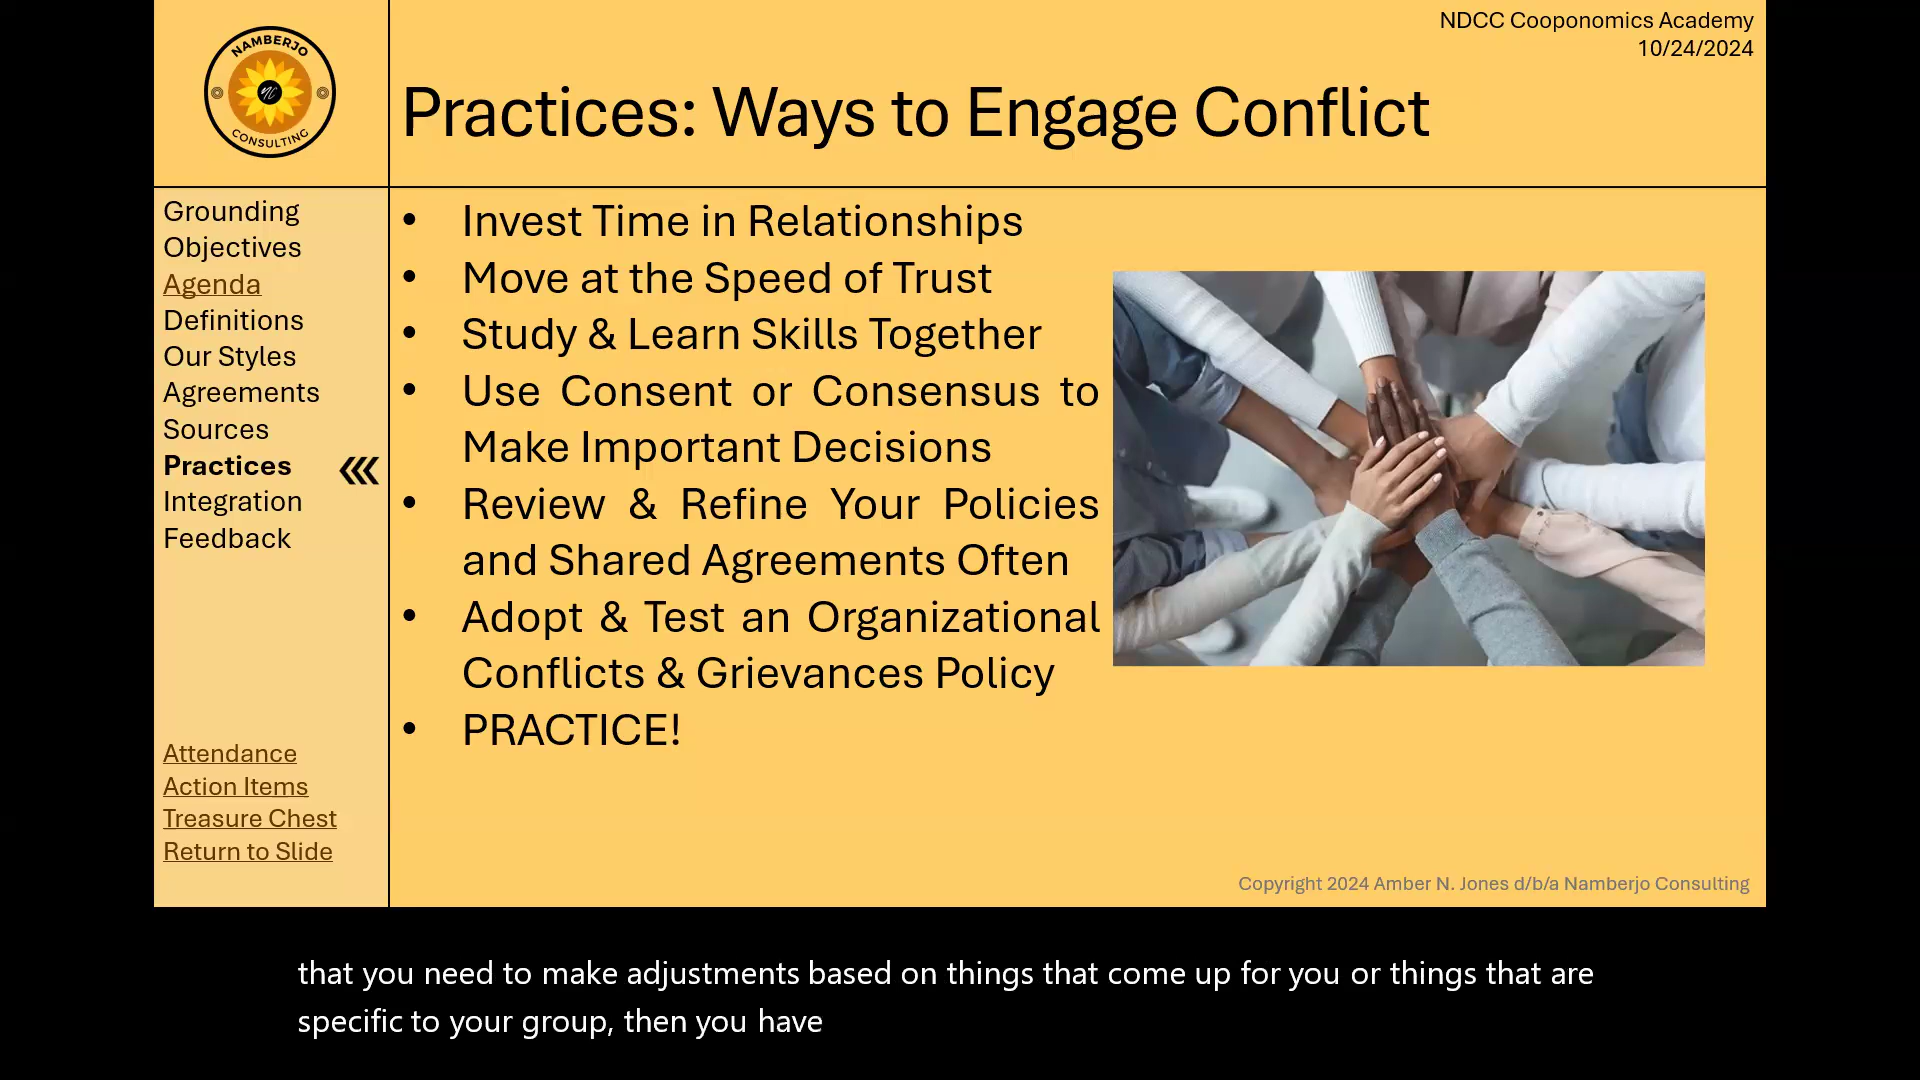 NAMBERJO
CONSULTING
NDCC Cooponomics Academy
10/24/2024
Practices: Ways to Engage Conflict
Grounding
Objectives
Agenda
Definitions
Our Styles
Agreements
Sources
Practices
Integration
Feedback
Attendance
Action Items
Treasure Chest
Return to Slide
• Invest Time in Relationships
• Move at the Speed of Trust
• Study & Learn Skills Together
• Use Consent or Consensus to
Make Important Decisions
• Review & Refine Your Policies
and Shared Agreements Often
• Adopt & Test an Organizational
Conflicts & Grievances Policy
• PRACTICE!
Copyright 2024 Amber N. Jones d/b/a Namberjo Consulting
that you need to make adjustments based on things that come up for you or things that are
specific to your group, then you have